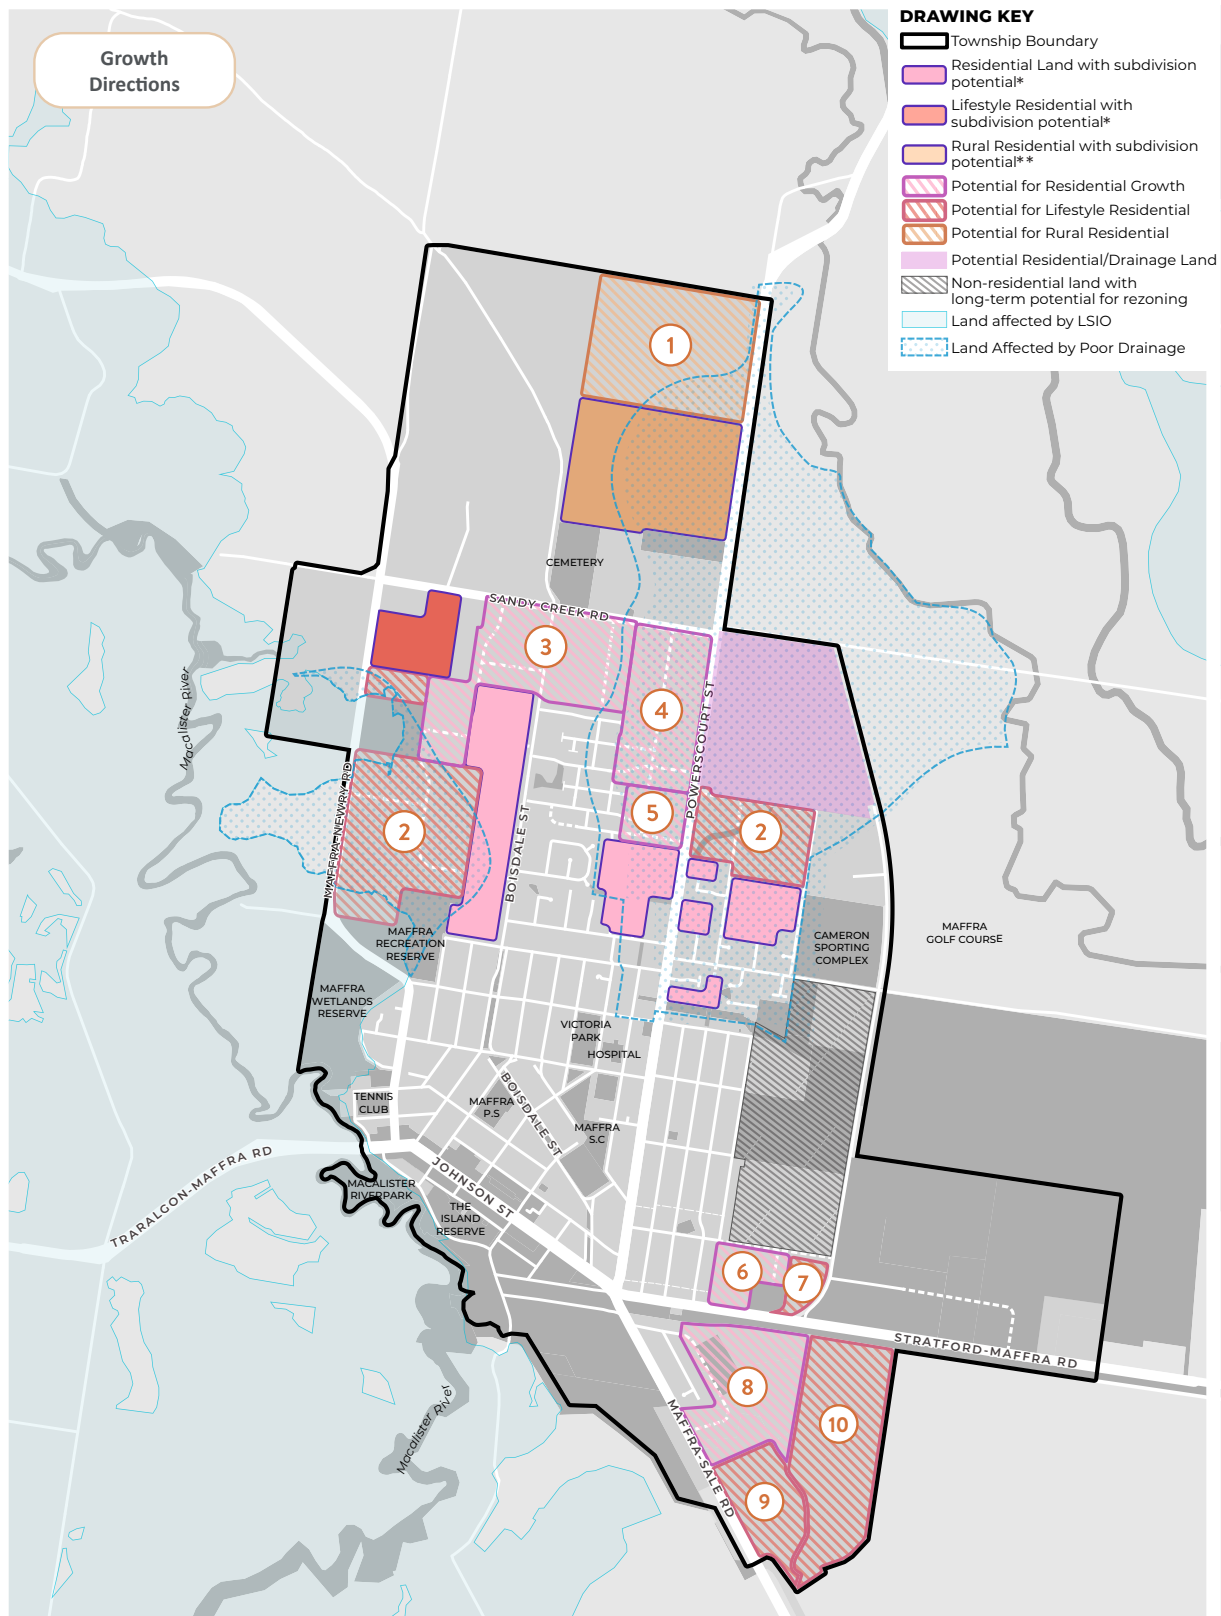 Growth
Directions
DRAWING KEY
Township Boundary
Residential Land with subdivision
potential*
Lifestyle Residential with
subdivision potential*
Rural Residential with subdivision
potential**
Potential for Residential Growth
Potential for Lifestyle Residential
Potential for Rural Residential
Potential Residential/Drainage Land
Non-residential land with
long-term potential for rezoning
Land affected by LSIO
Land Affected by Poor Drainage
1
CEMETERY
SANDY CREEK RD
3
4
Macalister River
POWERSCOURT ST
5
2
2
MAFFRA-NEWRY RD
BOISDALE ST
MAFFRA
RECREATION
RESERVE
CAMERON
SPORTING
COMPLEX
MAFFRA
GOLF COURSE
MAFFRA
WETLANDS
RESERVE
VICTORIA
PARK
HOSPITAL
BOISDALE ST
TENNIS
CLUB
MAFFRA
P.S
MAFFRA
S.C
TRARALGON-MAFFRA RD
JOHNSON ST
MACALISTER
RIVERPARK
THE
ISLAND
RESERVE
6
7
STRATFORD-MAFFRA RD
8
10
Macalister River
MAFFRA-SALE RD
9